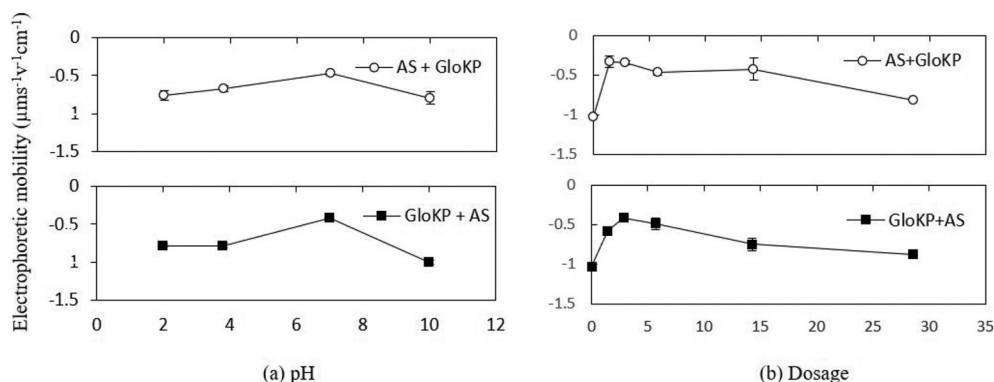 Electrophoretic mobility (µms⁻¹v⁻¹cm⁻¹)
0
-0.5
1
-1.5
AS + GloKP
0
-0.5
1
-1.5
GloKP + AS
0 2 4 6 8 10 12
(a) pH
0
-0.5
-1
-1.5
AS+GloKP
0
-0.5
-1
-1.5
GloKP+AS
0 5 10 15 20 25 30 35
(b) Dosage